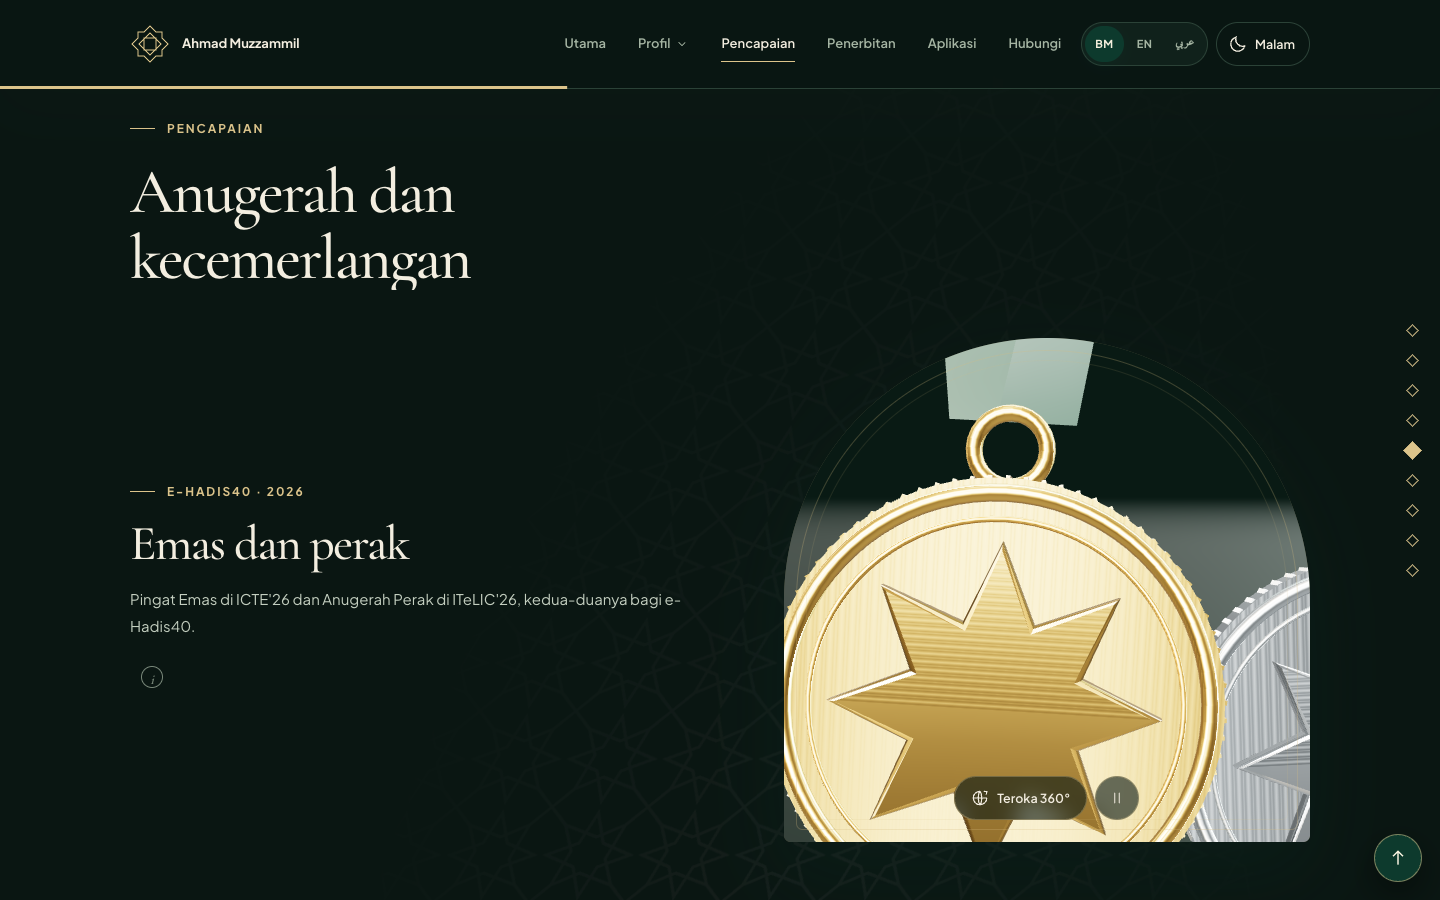 Ahmad Muzzammil
Utama
Profil
Pencapaian
Penerbitan
Aplikasi
Hubungi
BM
EN
عربي
Malam
PENCAPAIAN
Anugerah dan
kecemerlangan
E-HADIS40 · 2026
Emas dan perak
Pingat Emas di ICTE'26 dan Anugerah Perak di ITeLIC'26, kedua-duanya bagi e-
Hadis40.
i
Teroka 360°